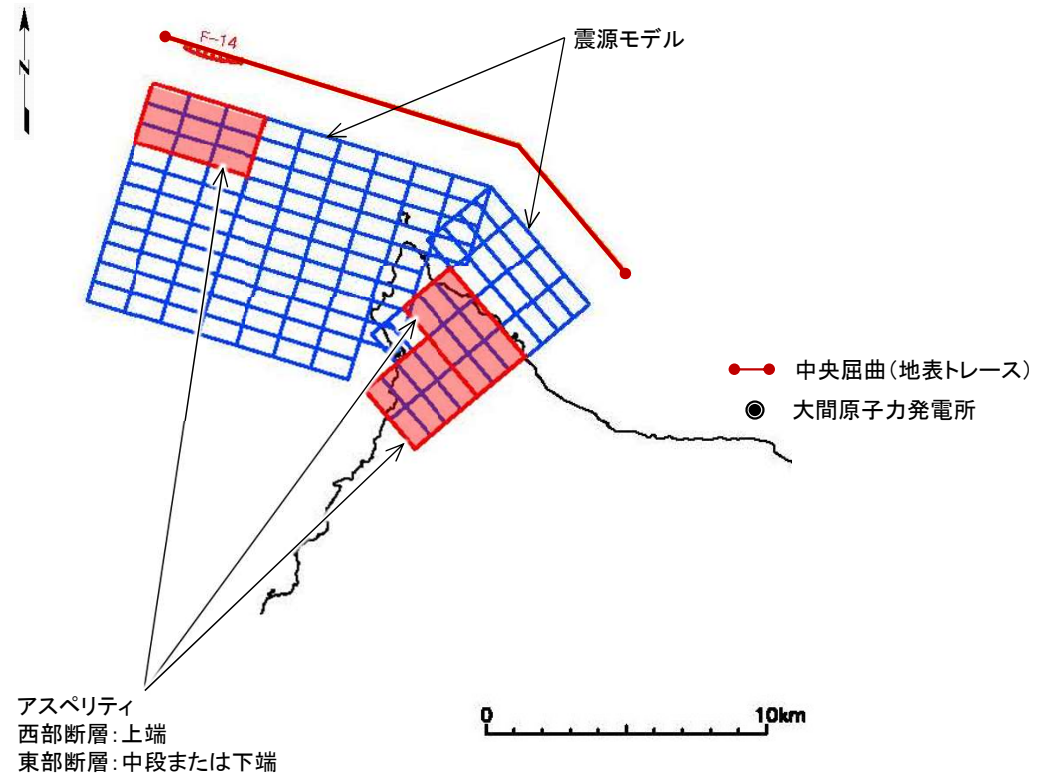 N
F-14
震源モデル
中央屈曲(地表トレース)
大間原子力発電所
アスペリティ
西部断層:上端
東部断層:中段または下端
0 10km